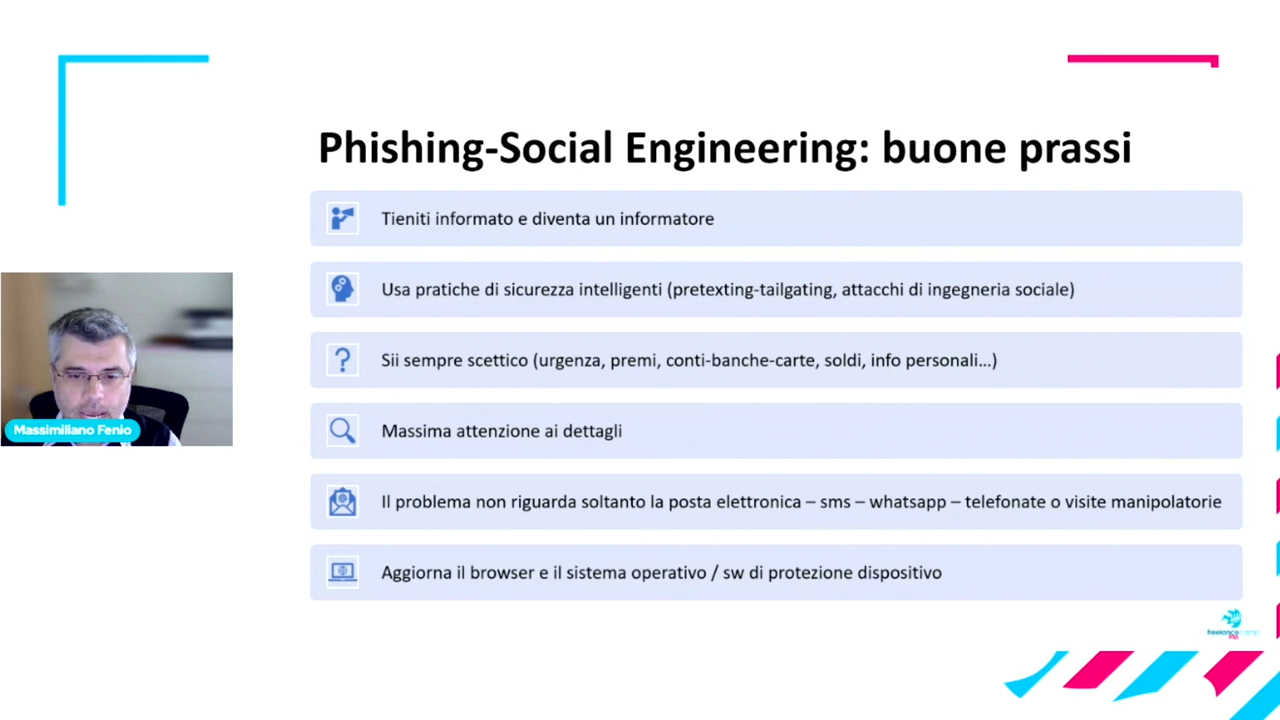 Phishing-Social Engineering: buone prassi
Tieniti informato e diventa un informatore
Usa pratiche di sicurezza intelligenti (pretexting-tailgating, attacchi di ingegneria sociale)
Sii sempre scettico (urgenza, premi, conti-banche-carte, soldi, info personali...)
Massima attenzione ai dettagli
Il problema non riguarda soltanto la posta elettronica – sms – whatsapp – telefonate o visite manipolatorie
Aggiorna il browser e il sistema operativo / sw di protezione dispositivo
Massimiliano Fenio
freelancecamp